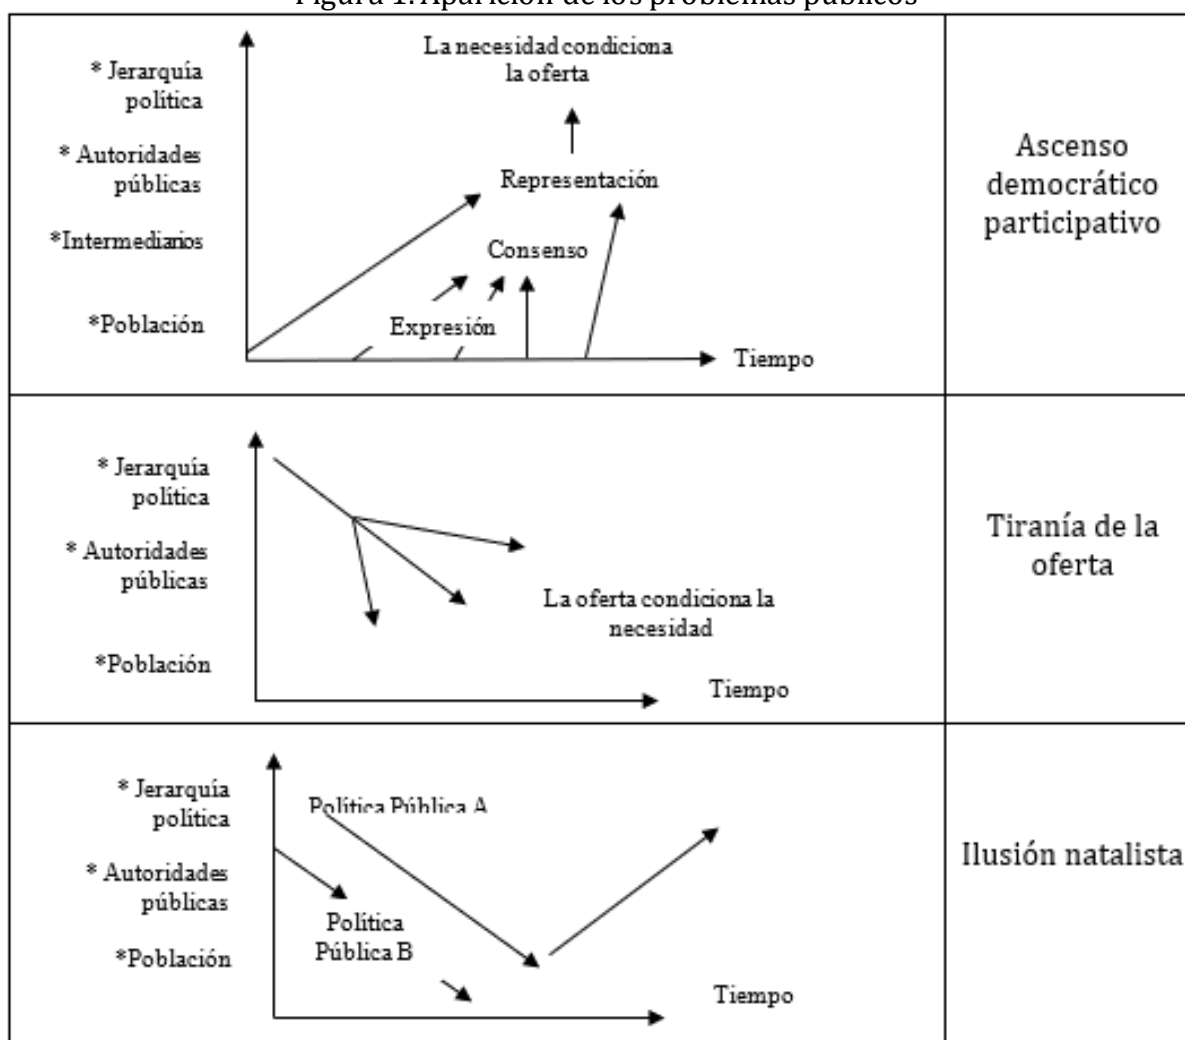 Figura 1. Aparición de los problemas públicos
La necesidad condiciona
la oferta
* Jerarquía
política
* Autoridades
públicas
Representación
*Intermediarios
Consenso
*Población
Expresión
Tiempo
Ascenso
democrático
participativo
* Jerarquía
política
* Autoridades
públicas
La oferta condiciona la
necesidad
*Población
Tiempo
Tiranía de la
oferta
* Jerarquía
política
Política Pública A
* Autoridades
públicas
Política
Pública B
*Población
Tiempo
Ilusión natalista